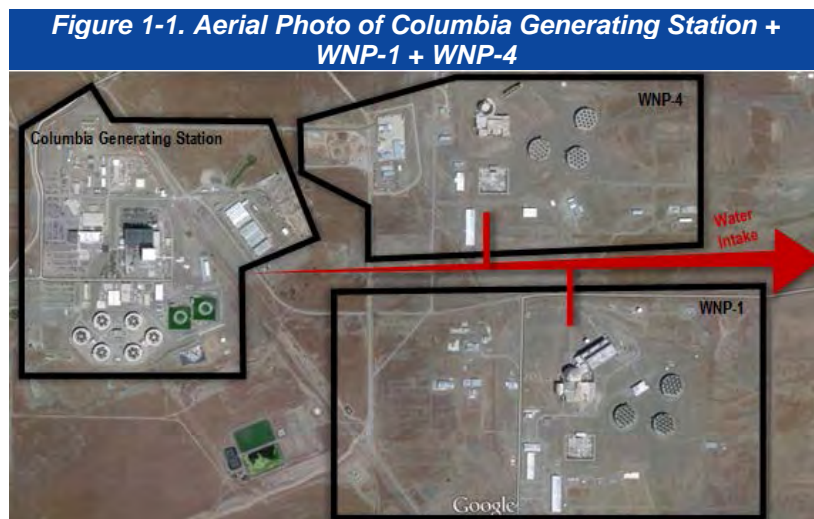 Figure 1-1. Aerial Photo of Columbia Generating Station +
WNP-1 + WNP-4
WNP-4
Columbia Generating Station
Water
Intake
WNP-1
Google